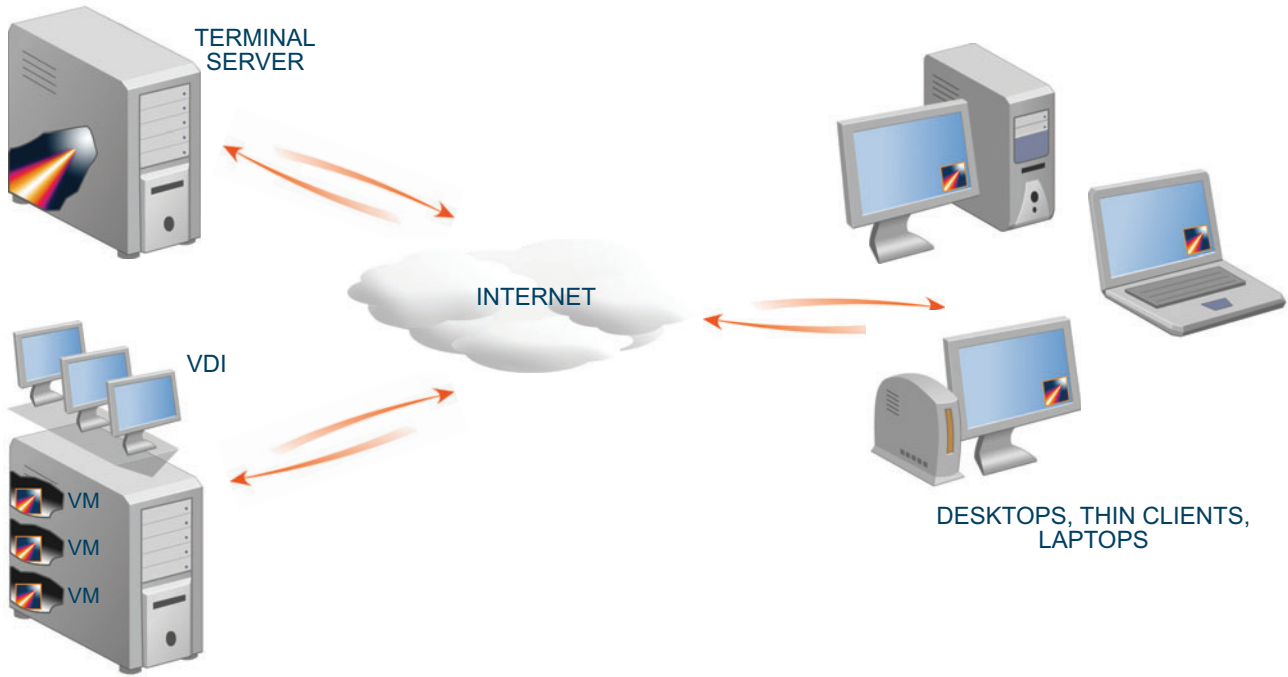 TERMINAL
SERVER
INTERNET
VDI
VM
VM
VM
DESKTOPS, THIN CLIENTS,
LAPTOPS